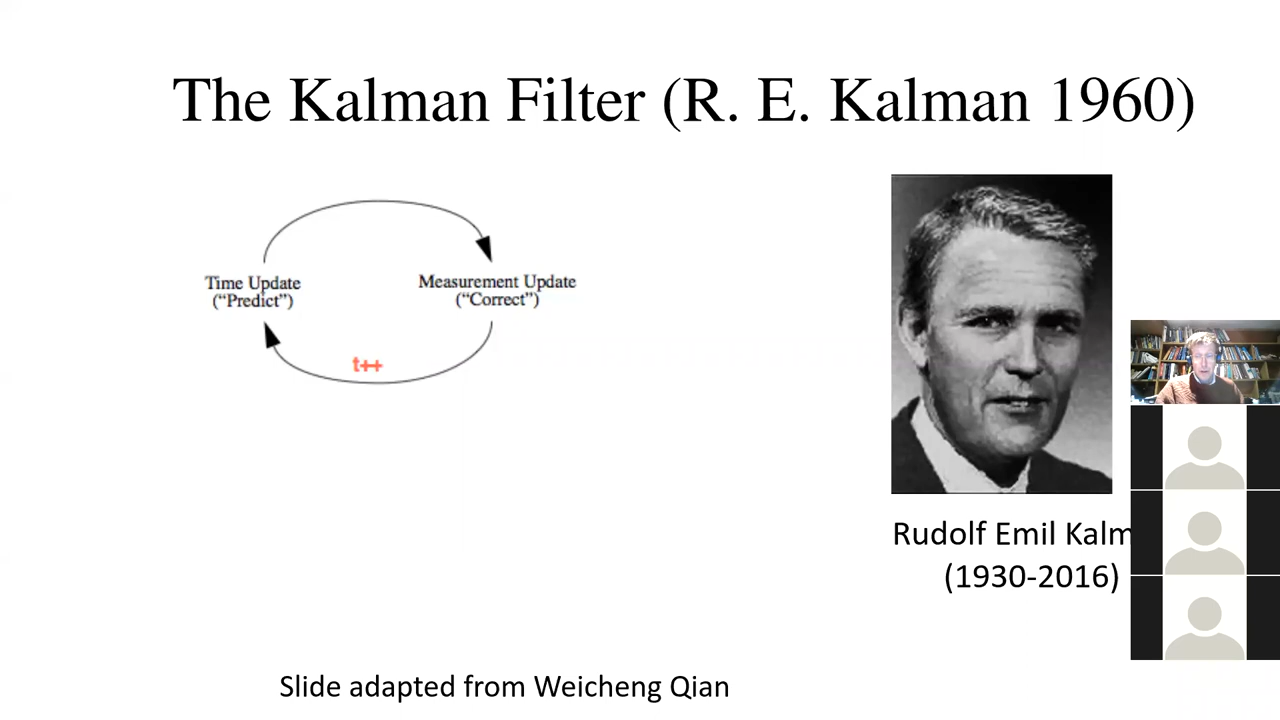 The Kalman Filter (R. E. Kalman 1960)
Time Update
(“Predict”)
Measurement Update
(“Correct”)
t++
Rudolf Emil Kalm
(1930-2016)
Slide adapted from Weicheng Qian